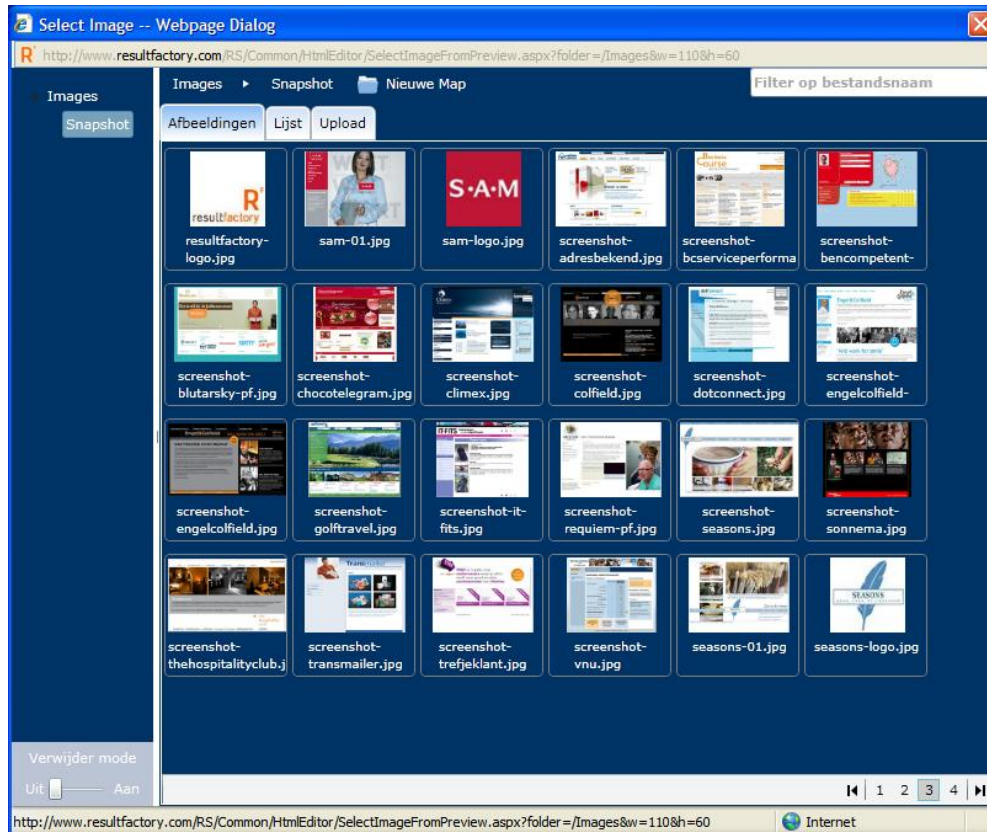 Select Image -- Webpage Dialog
http://www.resultfactory.com/RS/Common/HtmlEditor/SelectImageFromPreview.aspx?folder=/Images&w=110&h=60
Images
Snapshot
Images Snapshot Nieuwe Map
Filter op bestandsnaam
Afbeeldingen Lijst Upload
R
resultfactory
S·A·M
resultfactory-
logo.jpg
sam-01.jpg
sam-logo.jpg
screenshot-
adresbekend.jpg
screenshot-
bcserviceperforma
screenshot-
bencompetent-
screenshot-
blutarsky-pf.jpg
screenshot-
chocotelegram.jpg
screenshot-
climex.jpg
screenshot-
colfield.jpg
screenshot-
dotconnect.jpg
screenshot-
engelcolfield-
screenshot-
engelcolfield.jpg
screenshot-
golftravel.jpg
screenshot-it-
fits.jpg
screenshot-
requiem-pf.jpg
screenshot-
seasons.jpg
screenshot-
sonnema.jpg
SEASONS
screenshot-
thehospitalityclub.j
screenshot-
transmailer.jpg
screenshot-
trefjeklant.jpg
screenshot-
vnu.jpg
seasons-01.jpg
seasons-logo.jpg
Verwijder mode
Uit Aan
1 2 3 4
http://www.resultfactory.com/RS/Common/HtmlEditor/SelectImageFromPreview.aspx?folder=/Images&w=110&h=60
Internet